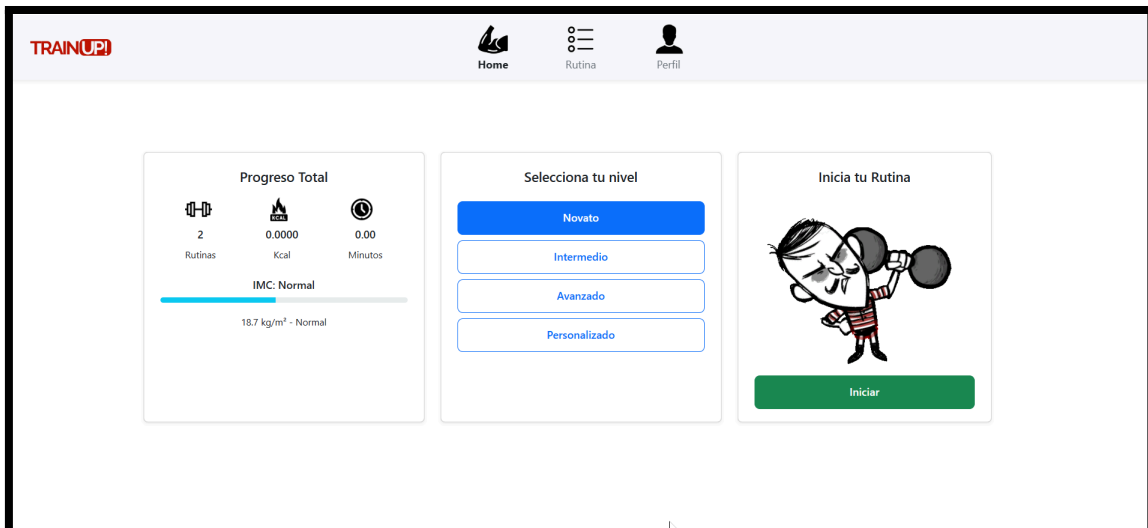 TRAINUP!
Home
Rutina
Perfil
Progreso Total
2
0.0000
0.00
Rutinas
KCAL
Kcal
Minutos
IMC: Normal
18.7 kg/m² - Normal
Selecciona tu nivel
Novato
Intermedio
Avanzado
Personalizado
Inicia tu Rutina
Iniciar